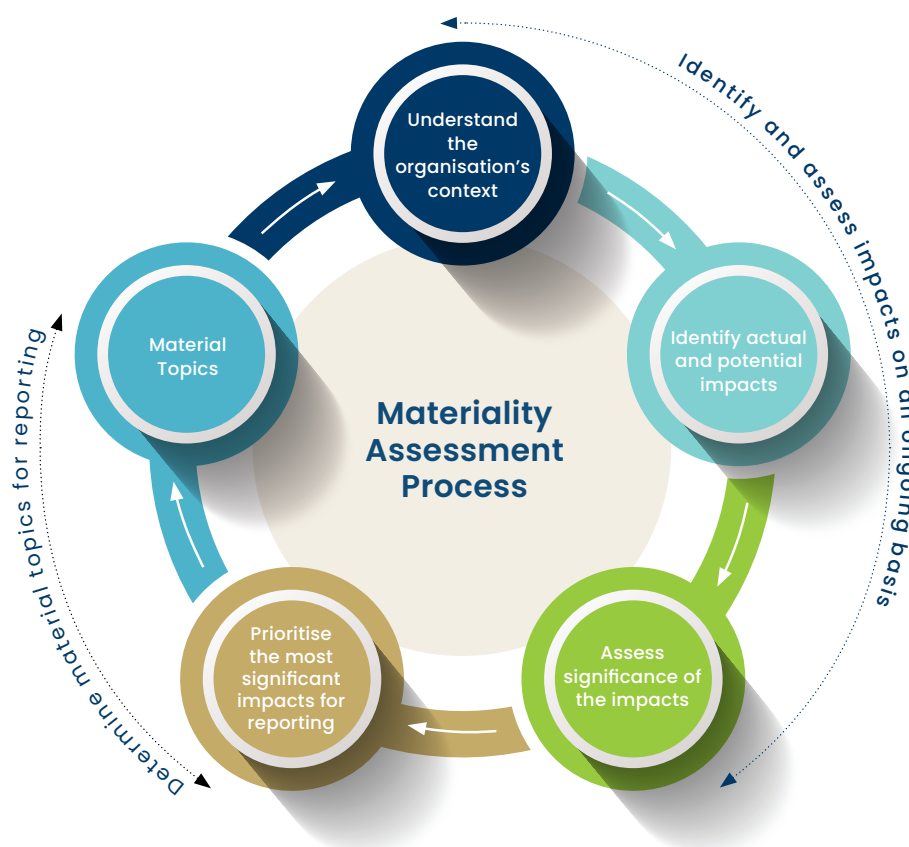 Identify and assess impacts on an ongoing basis
Understand
the
organisation's
context
Identify actual
and potential
impacts
Material
Topics
Materiality
Assessment
Process
Determine material topics for reporting
Prioritise
the most
significant
impacts for
reporting
Assess
significance of
the impacts